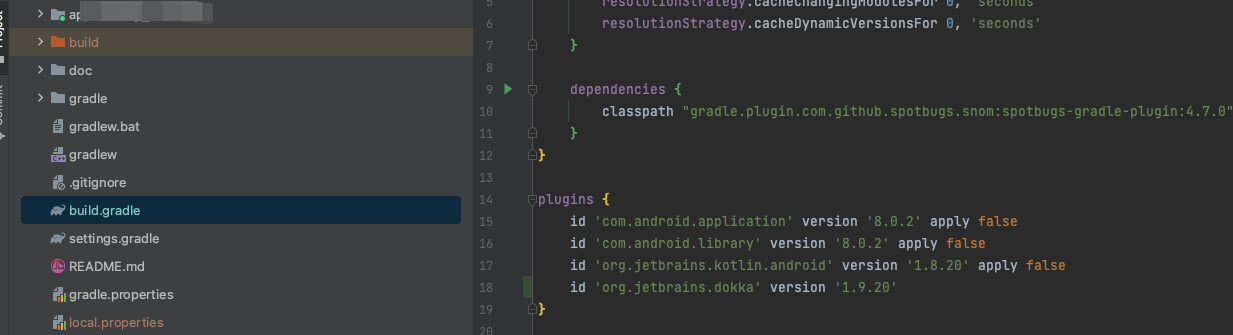 Project
Commit
ap
build
doc
gradle
gradlew.bat
gradlew
.gitignore
build.gradle
settings.gradle
README.md
gradle.properties
local.properties
5 resolutionStrategy.cacheChangingModulesFor 0, 'seconds'
6 resolutionStrategy.cacheDynamicVersionsFor 0, 'seconds'
7 }
8
9 dependencies {
10 classpath "gradle.plugin.com.github.spotbugs.snom:spotbugs-gradle-plugin:4.7.0"
11 }
12 }
13
14 plugins {
15 id 'com.android.application' version '8.0.2' apply false
16 id 'com.android.library' version '8.0.2' apply false
17 id 'org.jetbrains.kotlin.android' version '1.8.20' apply false
18 id 'org.jetbrains.dokka' version '1.9.20'
19 }
20